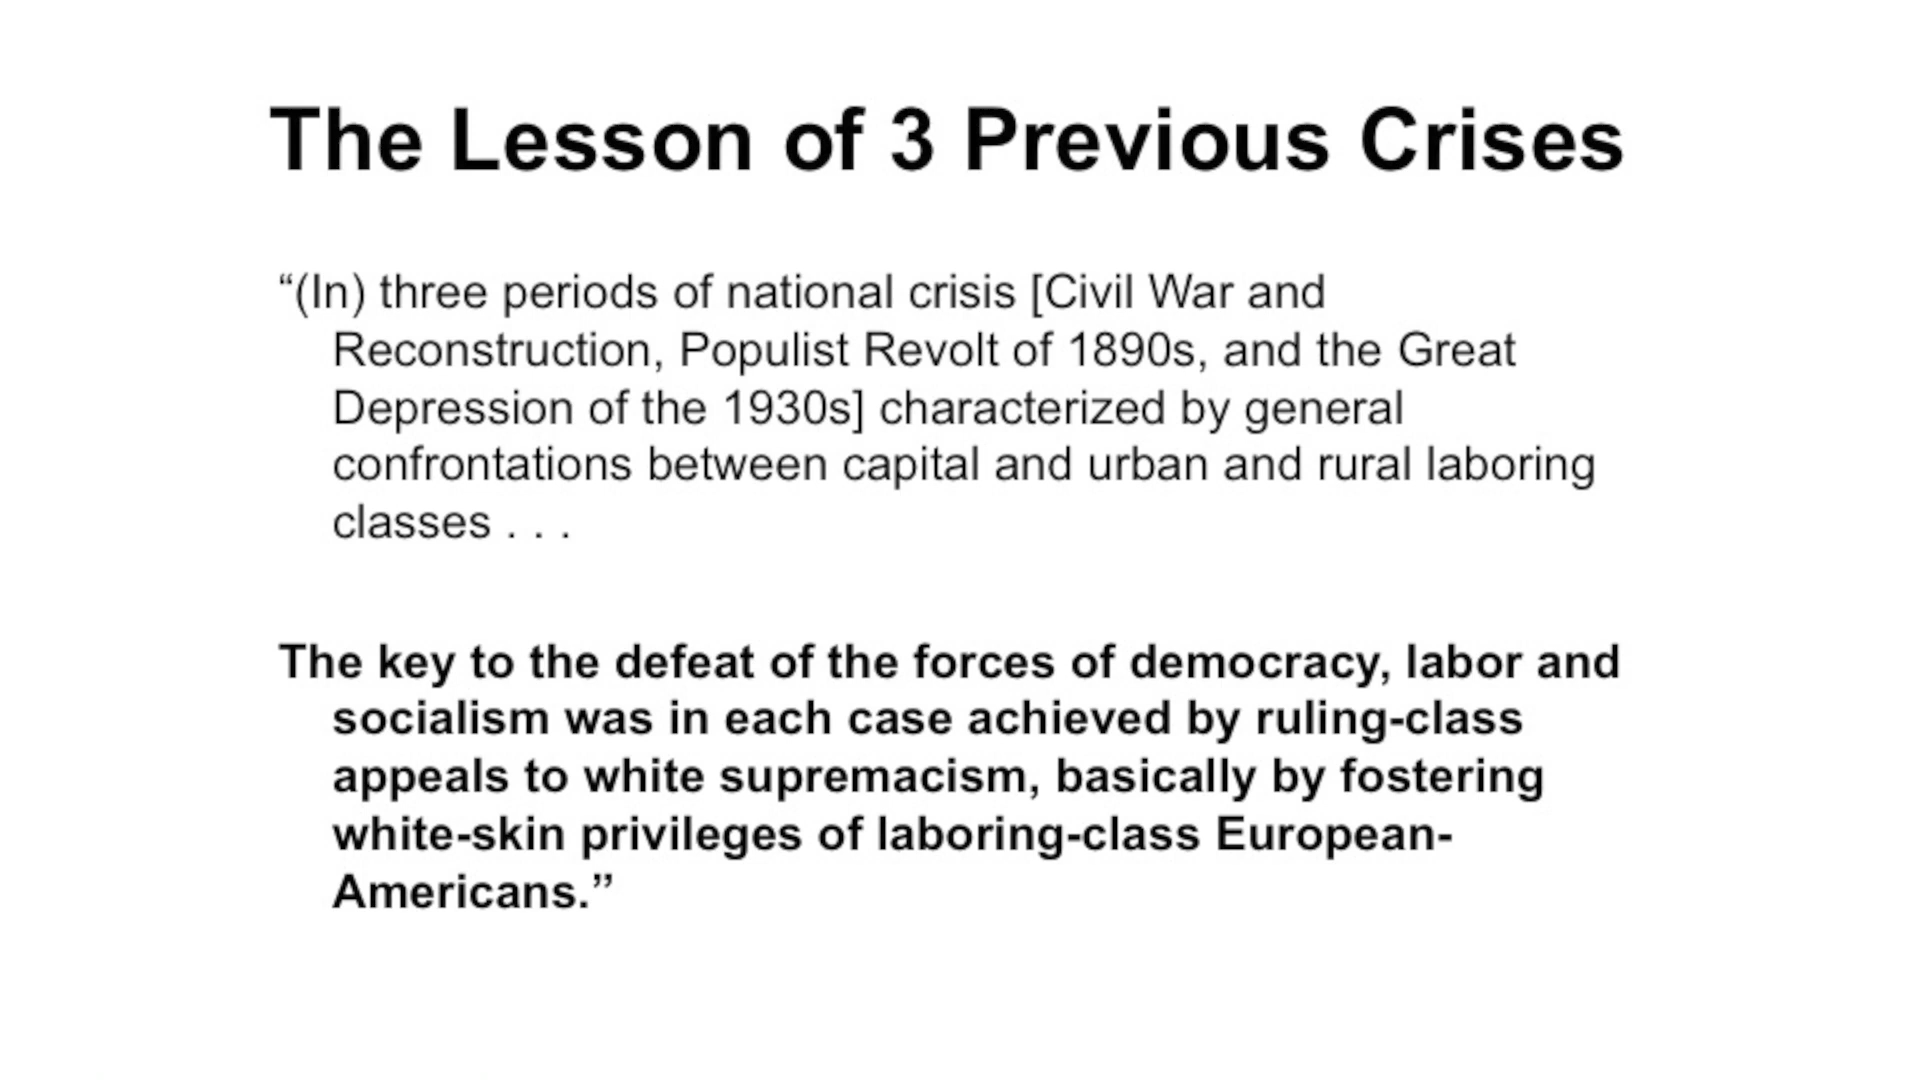 The Lesson of 3 Previous Crises
“(In) three periods of national crisis [Civil War and
Reconstruction, Populist Revolt of 1890s, and the Great
Depression of the 1930s] characterized by general
confrontations between capital and urban and rural laboring
classes . . .
The key to the defeat of the forces of democracy, labor and
socialism was in each case achieved by ruling-class
appeals to white supremacism, basically by fostering
white-skin privileges of laboring-class European-
Americans.”